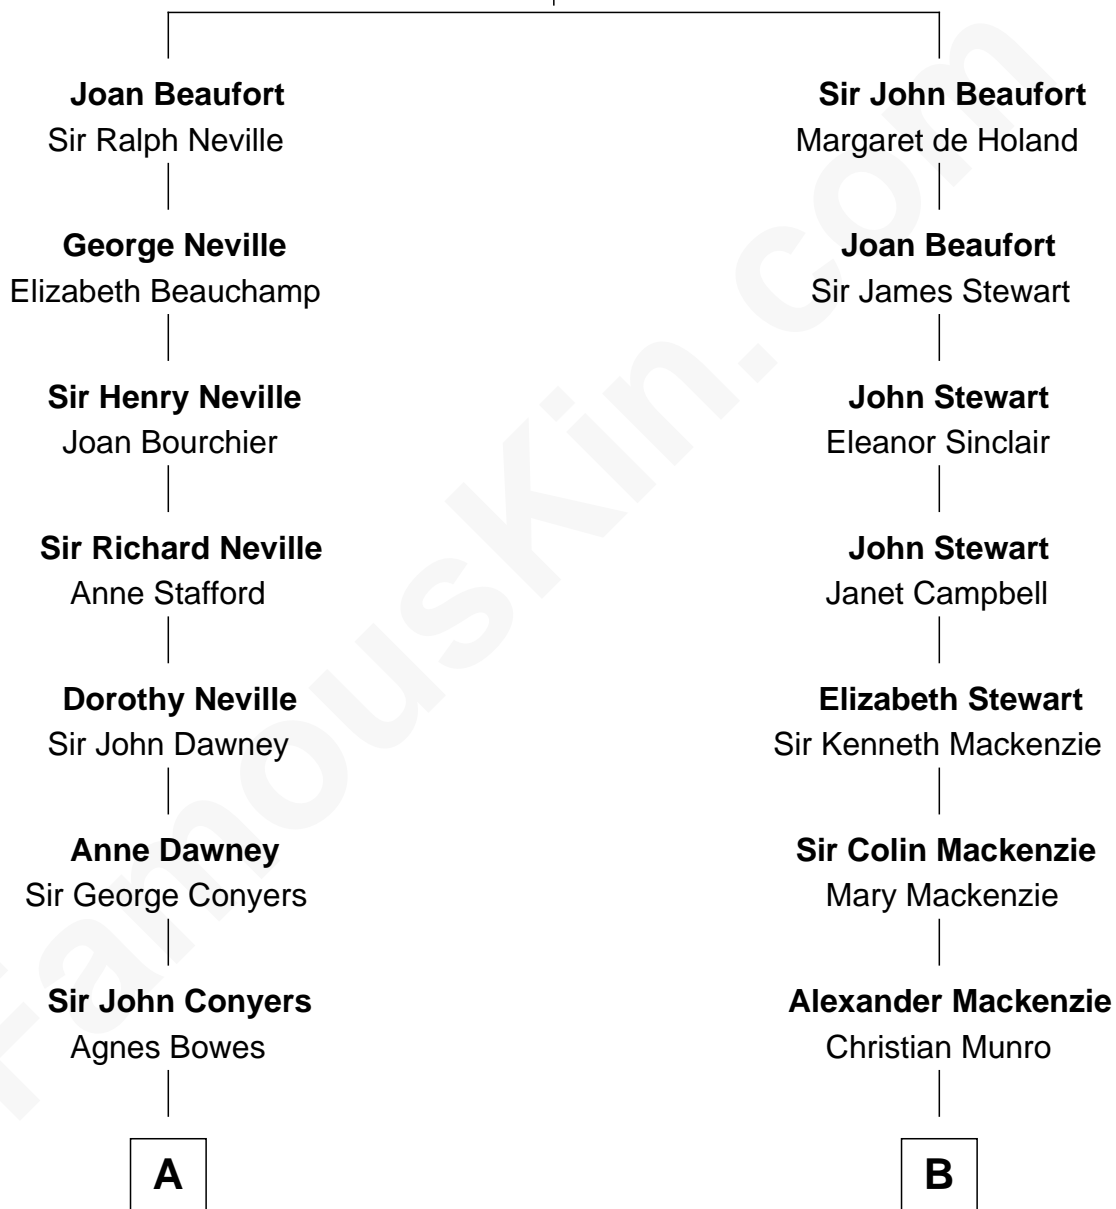 Joan Beaufort
Sir Ralph Neville
George Neville
Elizabeth Beauchamp
Sir Henry Neville
Joan Bourchier
Sir Richard Neville
Anne Stafford
Dorothy Neville
Sir John Dawney
Anne Dawney
Sir George Conyers
Sir John Conyers
Agnes Bowes
A
Sir John Beaufort
Margaret de Holand
Joan Beaufort
Sir James Stewart
John Stewart
Eleanor Sinclair
John Stewart
Janet Campbell
Elizabeth Stewart
Sir Kenneth Mackenzie
Sir Colin Mackenzie
Mary Mackenzie
Alexander Mackenzie
Christian Munro
B
FamousKin.com